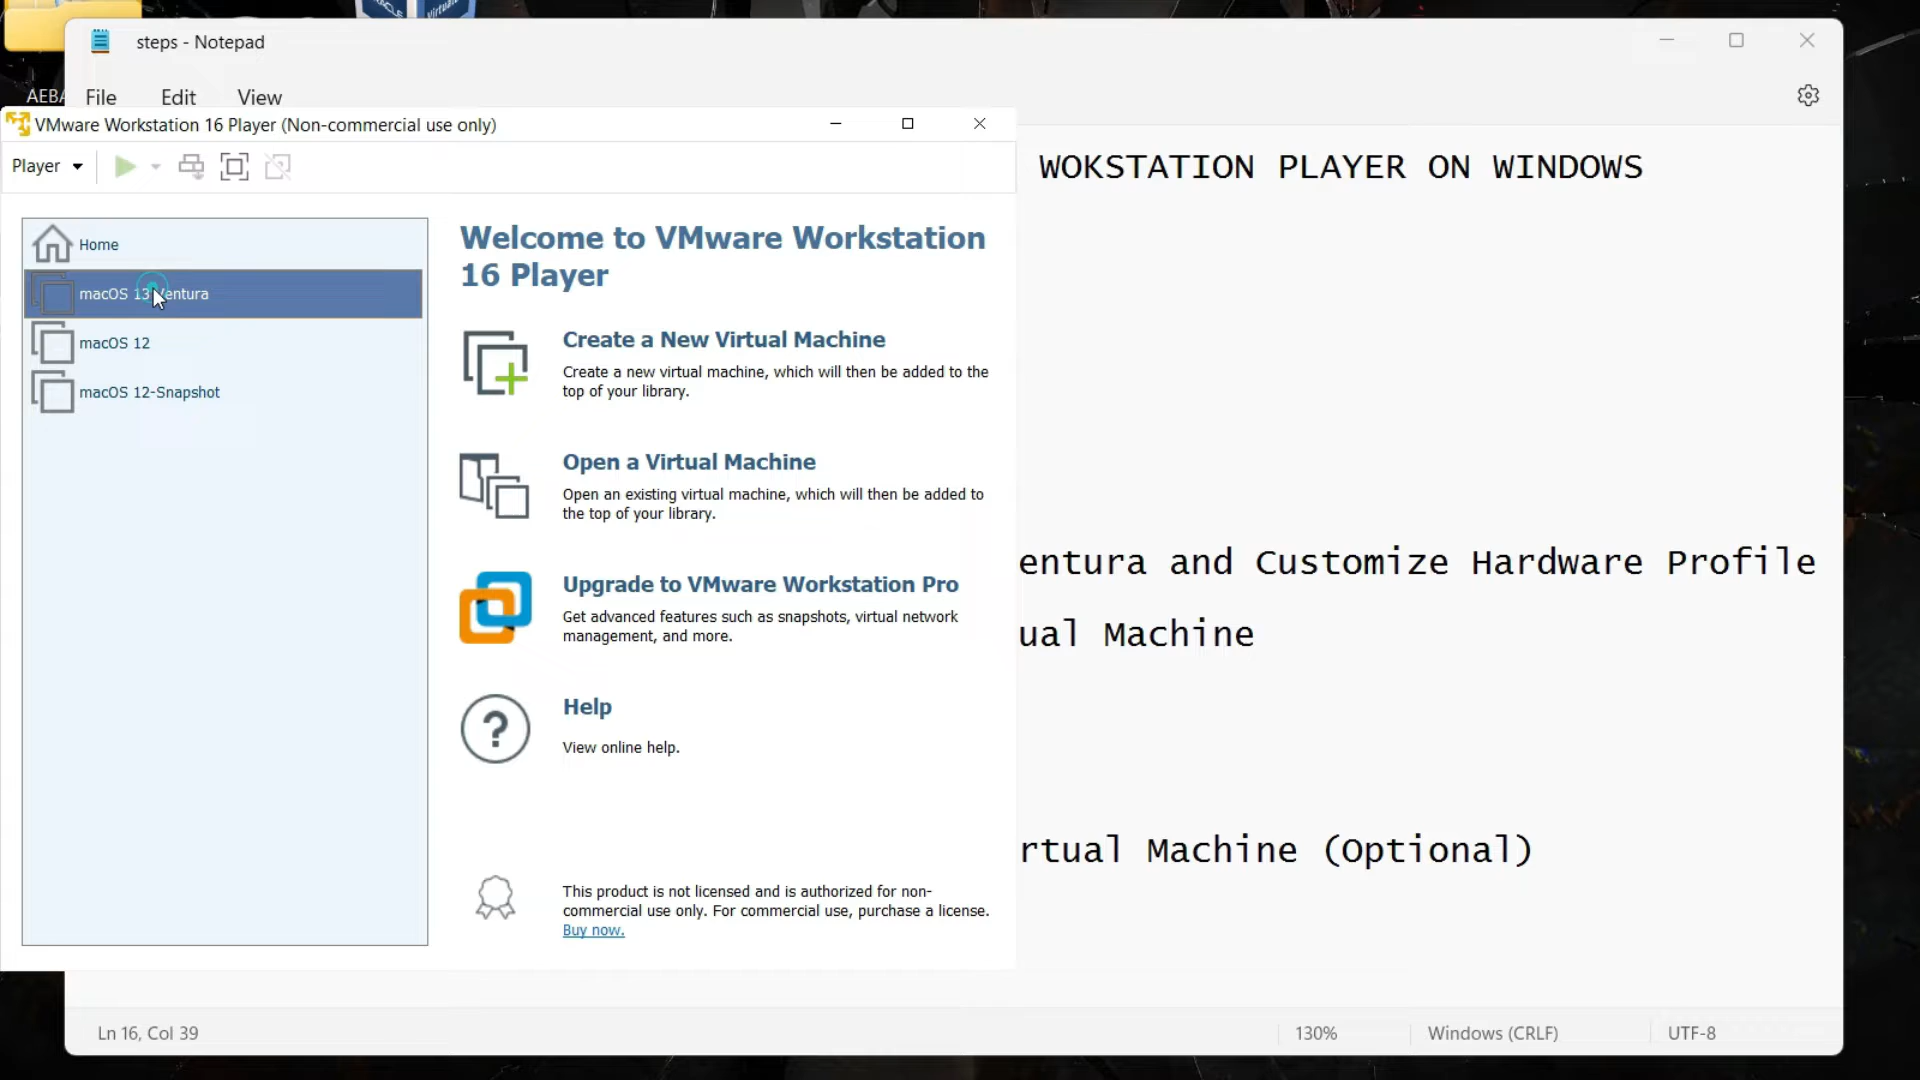 steps - Notepad
AEBA
File Edit View
VMware Workstation 16 Player (Non-commercial use only)
Player
WOKSTATION PLAYER ON WINDOWS
Home
macOS 13 Ventura
macOS 12
macOS 12-Snapshot
Welcome to VMware Workstation
16 Player
Create a New Virtual Machine
Create a new virtual machine, which will then be added to the
top of your library.
Open a Virtual Machine
Open an existing virtual machine, which will then be added to
the top of your library.
entura and Customize Hardware Profile
Upgrade to VMware Workstation Pro
Get advanced features such as snapshots, virtual network
management, and more.
ual Machine
Help
View online help.
rtual Machine (Optional)
This product is not licensed and is authorized for non-
commercial use only. For commercial use, purchase a license.
Buy now.
Ln 16, Col 39
130%
Windows (CRLF)
UTF-8